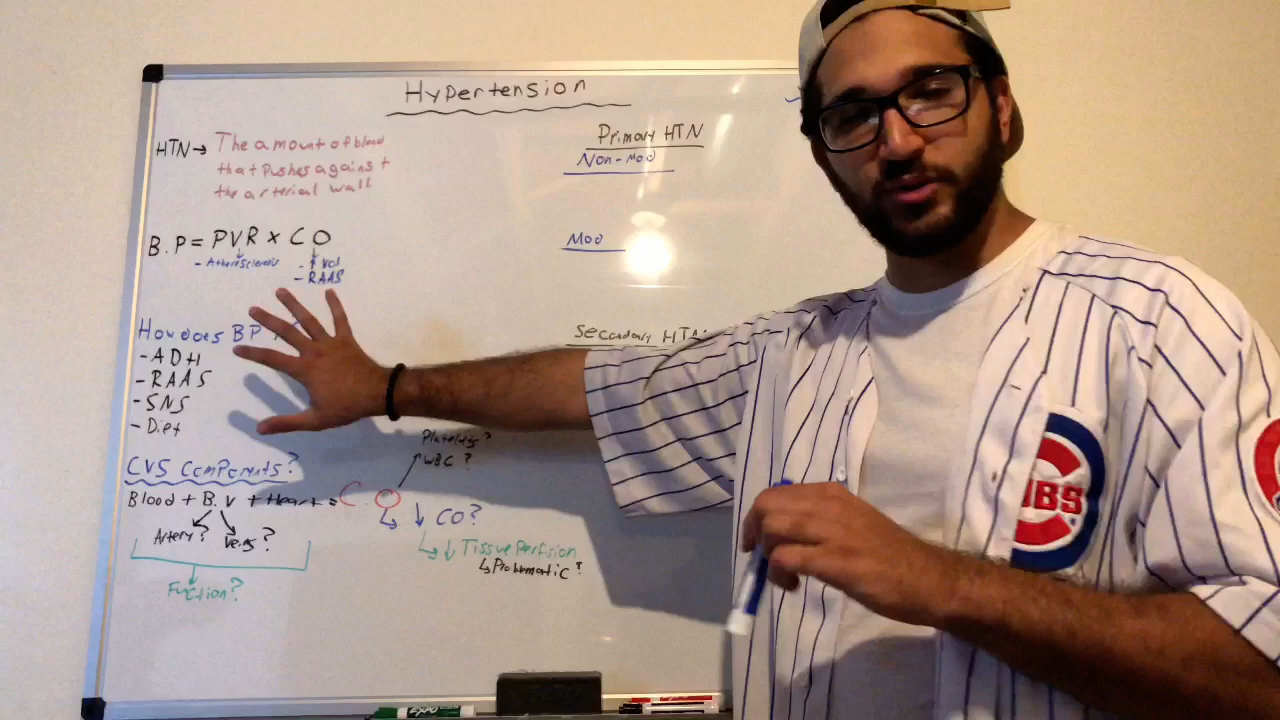 Hypertension
HTN → The amount of blood
that pushes against
the arterial wall
B.P = PVR x CO
- Atherosclerosis
- ↑ Vol
- RAAS
How does BP
- ADH
- RAAS
- SNS
- Diet
CVS Components?
Blood + B.V + Heart = C.O
Artery? Veins?
Function?
Platelets?
WBC?
↓ CO?
↓ Tissue Perfusion
↳ Problematic?
Primary HTN
Non-Mod
Mod
Secondary HTN
UBS
EXPO